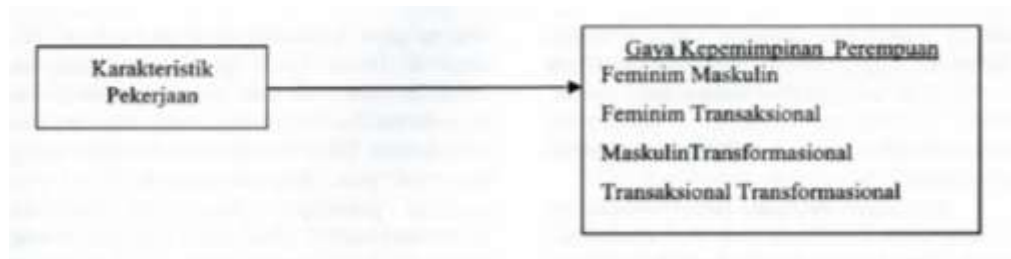 Karakteristik
Pekerjaan
Gaya Kepemimpinan Perempuan
Feminim Maskulin
Feminim Transaksional
MaskulinTransformasional
Transaksional Transformasional